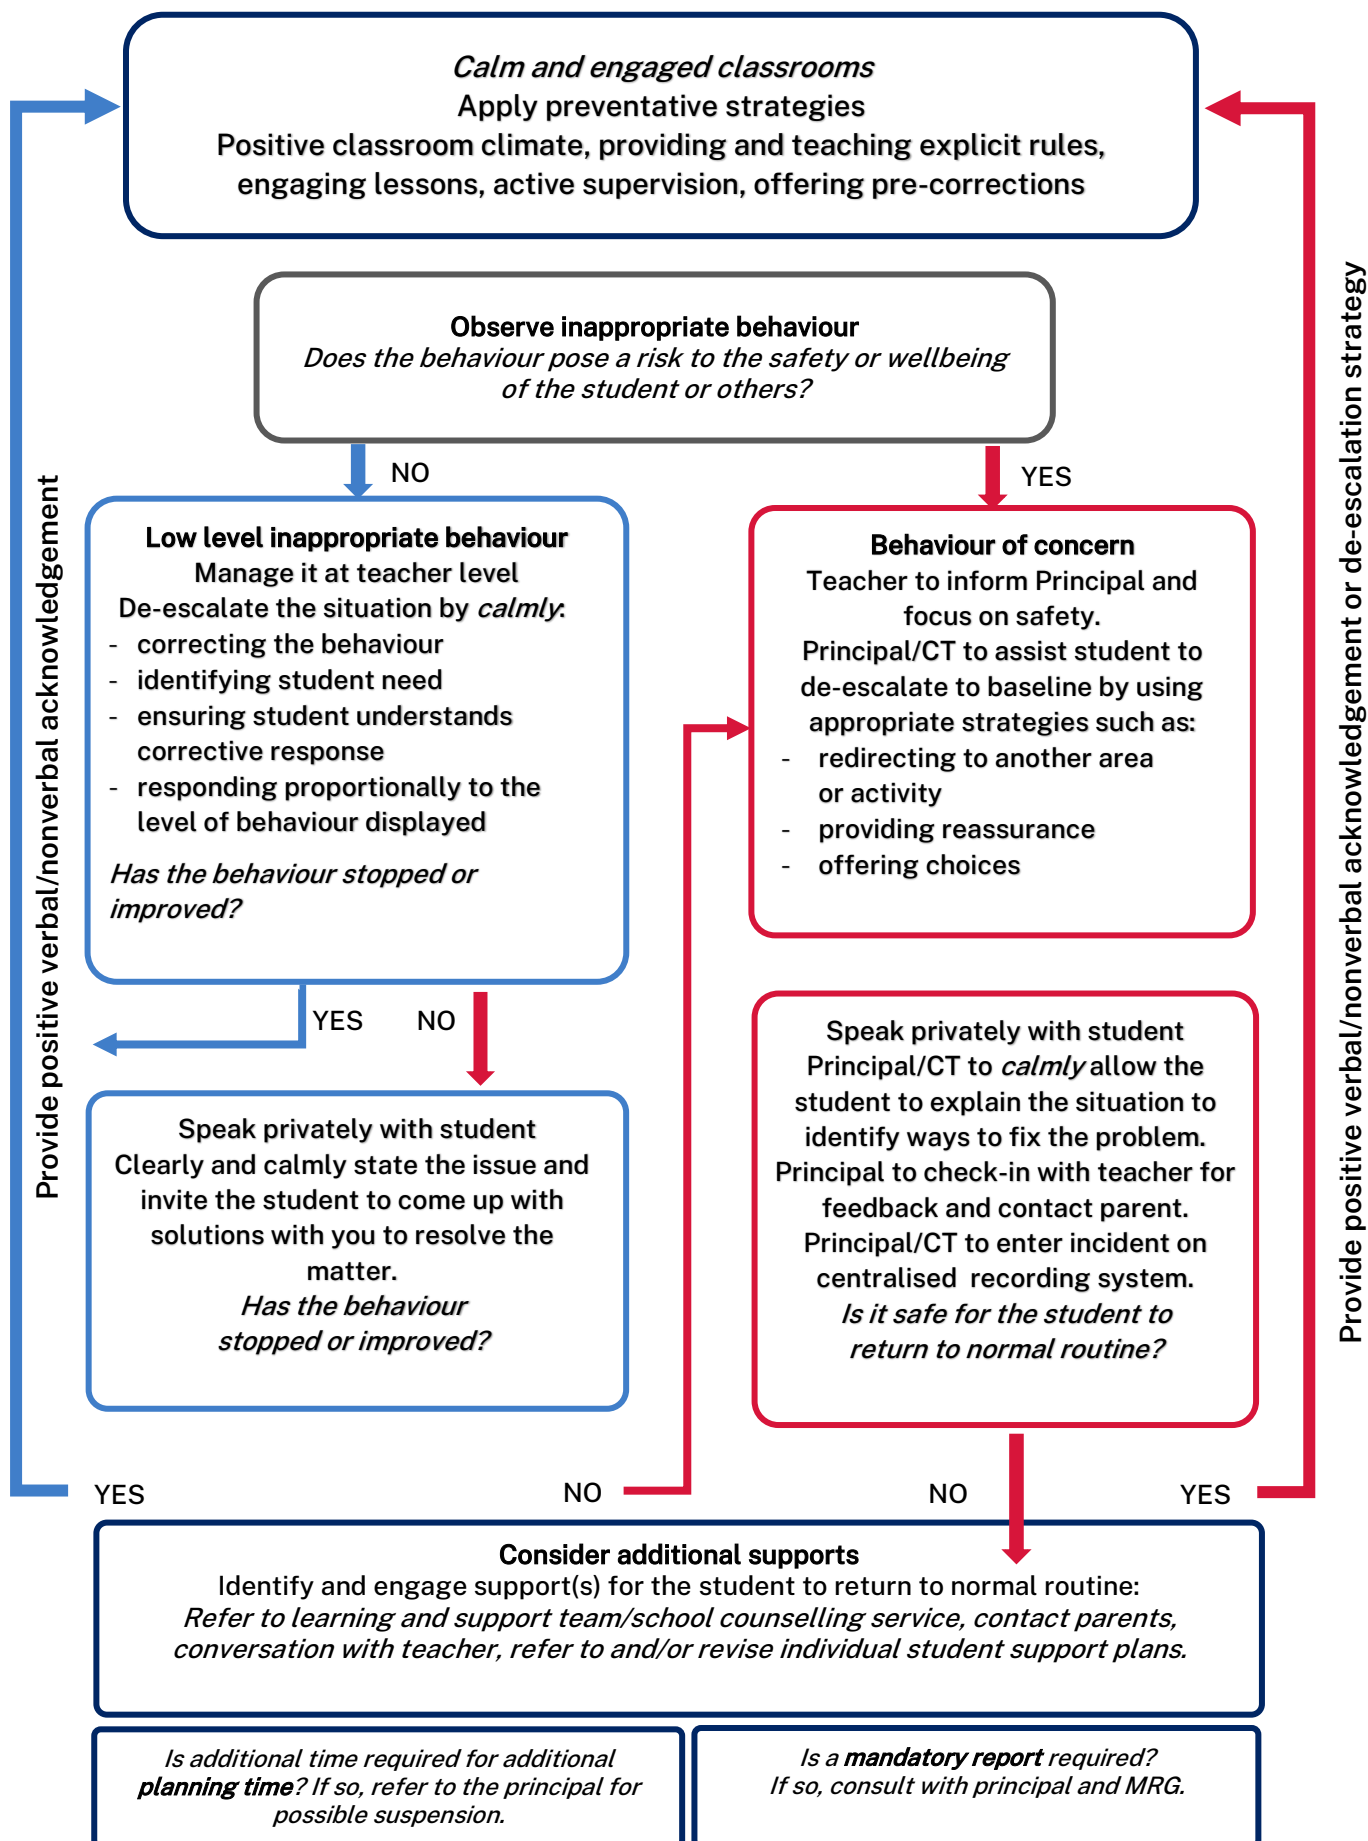 Calm and engaged classrooms
Apply preventative strategies
Positive classroom climate, providing and teaching explicit rules,
engaging lessons, active supervision, offering pre-corrections
Observe inappropriate behaviour
Does the behaviour pose a risk to the safety or wellbeing
of the student or others?
NO
YES
Low level inappropriate behaviour
Manage it at teacher level
De-escalate the situation by calmly:
- correcting the behaviour
- identifying student need
- ensuring student understands
corrective response
- responding proportionally to the
level of behaviour displayed
Has the behaviour stopped or
improved?
Behaviour of concern
Teacher to inform Principal and
focus on safety.
Principal/CT to assist student to
de-escalate to baseline by using
appropriate strategies such as:
- redirecting to another area
or activity
- providing reassurance
- offering choices
YES
NO
Speak privately with student
Clearly and calmly state the issue and
invite the student to come up with
solutions with you to resolve the
matter.
Has the behaviour
stopped or improved?
Speak privately with student
Principal/CT to calmly allow the
student to explain the situation to
identify ways to fix the problem.
Principal to check-in with teacher for
feedback and contact parent.
Principal/CT to enter incident on
centralised recording system.
Is it safe for the student to
return to normal routine?
YES
NO
NO
YES
Provide positive verbal/nonverbal acknowledgement
Provide positive verbal/nonverbal acknowledgement or de-escalation strategy
Consider additional supports
Identify and engage support(s) for the student to return to normal routine:
Refer to learning and support team/school counselling service, contact parents,
conversation with teacher, refer to and/or revise individual student support plans.
Is additional time required for additional
planning time? If so, refer to the principal for
possible suspension.
Is a mandatory report required?
If so, consult with principal and MRG.